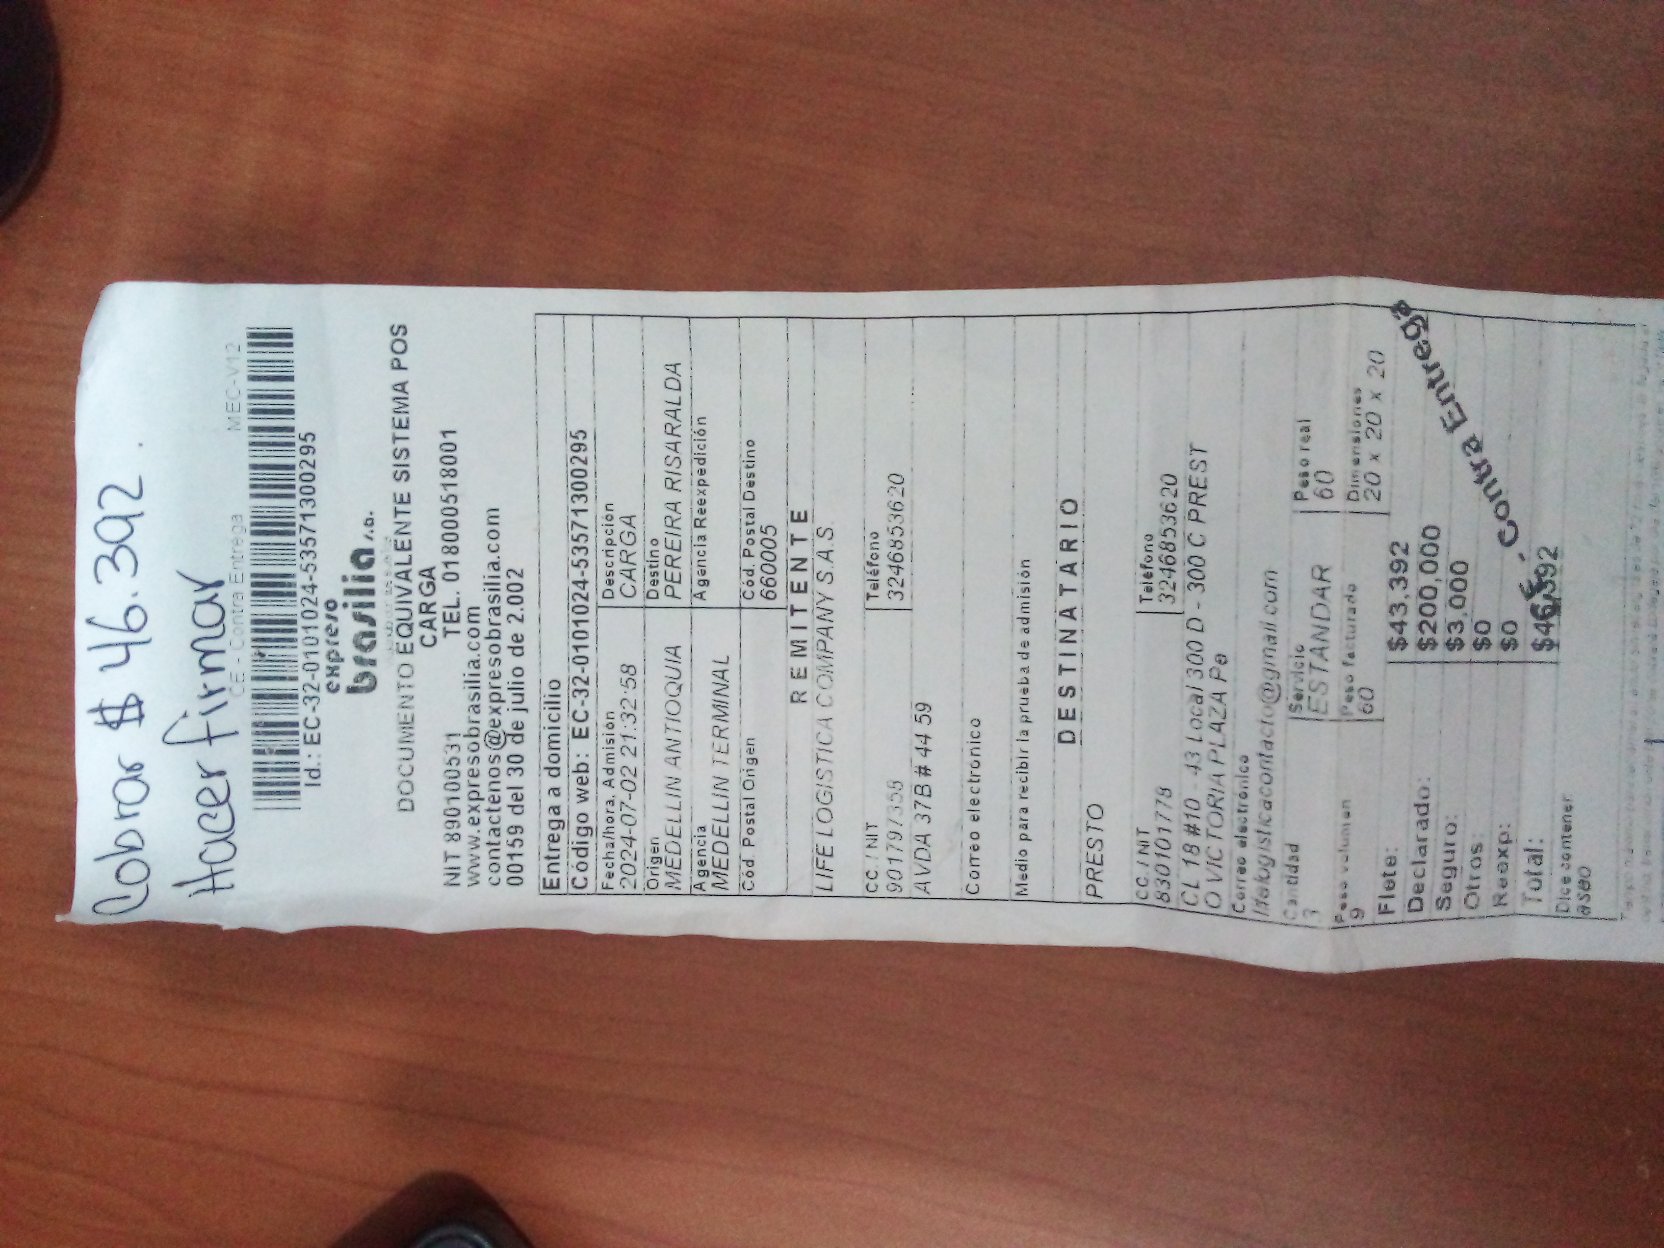 Cobrar $ 46.392.
Hacer firmar
CE - Contra Entrega MEC-V12
Id.: EC-32-0101024-53571300295
expreso
brasilia s.a.
DOCUMENTO EQUIVALENTE SISTEMA POS
CARGA
NIT 890100531 TEL. 018000518001
www.expresobrasilia.com
contactenos@expresobrasilia.com
00159 del 30 de julio de 2.002
Entrega a domicilio
Código web: EC-32-0101024-53571300295
Fecha/hora. Admisión Descripción
2024-07-02 21:32:58 CARGA
Origen Destino
MEDELLIN ANTIOQUIA PEREIRA RISARALDA
Agencia Agencia Reexpedición
MEDELLIN TERMINAL
Cód. Postal Origen Cód. Postal Destino
660005
REMITENTE
LIFE LOGISTICA COMPANY S.A.S
CC. / NIT Teléfono
901797358 3246853620
AVDA 37B # 44 59
Correo electrónico
Medio para recibir la prueba de admisión
DESTINATARIO
PRESTO
CC. / NIT Teléfono
830101778 3246853620
CL 18 #10 - 43 Local 300 D - 300 C PREST
O VICTORIA PLAZA Pe
Correo electrónico
lifelogisticacontacto@gmail.com
Cantidad Servicio Peso real
3 ESTANDAR 60
Peso volumen Peso facturado Dimensiones
9 60 20 x 20 x 20
Flete: $43,392
Declarado: $200,000
Seguro: $3,000
Otros: $0
Reexp: $0
Total: $46,392
C.E. - Contra Entrega
Dice contener
aseo